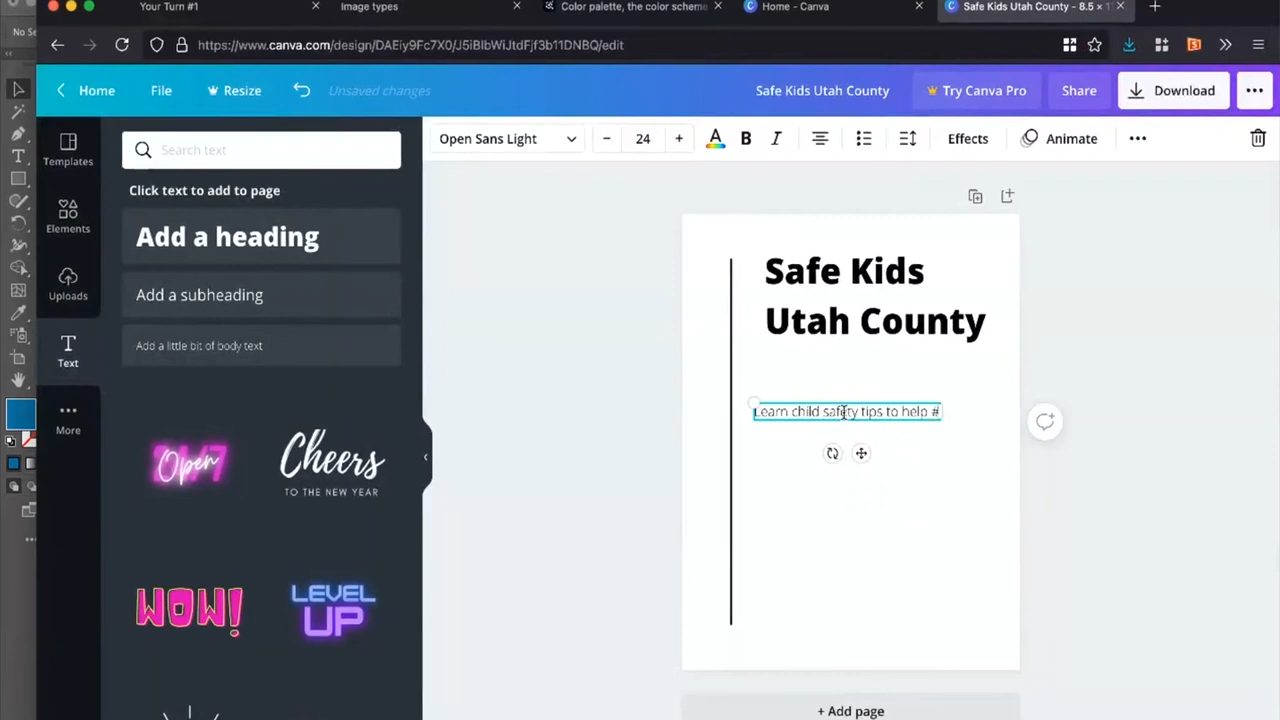 Your Turn #1
Image types
Color palette, the color scheme
Home - Canva
Safe Kids Utah County - 8.5 × 1
No Se
https://www.canva.com/design/DAEiy9Fc7X0/J5iBlbWiJtdFjf3b11DNBQ/edit
Home
File
Resize
Unsaved changes
Safe Kids Utah County
Try Canva Pro
Share
Download
Templates
Elements
Uploads
Text
More
Search text
Click text to add to page
Add a heading
Add a subheading
Add a little bit of body text
Open
Cheers
TO THE NEW YEAR
WOW!
LEVEL
UP
Open Sans Light
24
A
B
I
Effects
Animate
Safe Kids
Utah County
Learn child safety tips to help #
+ Add page